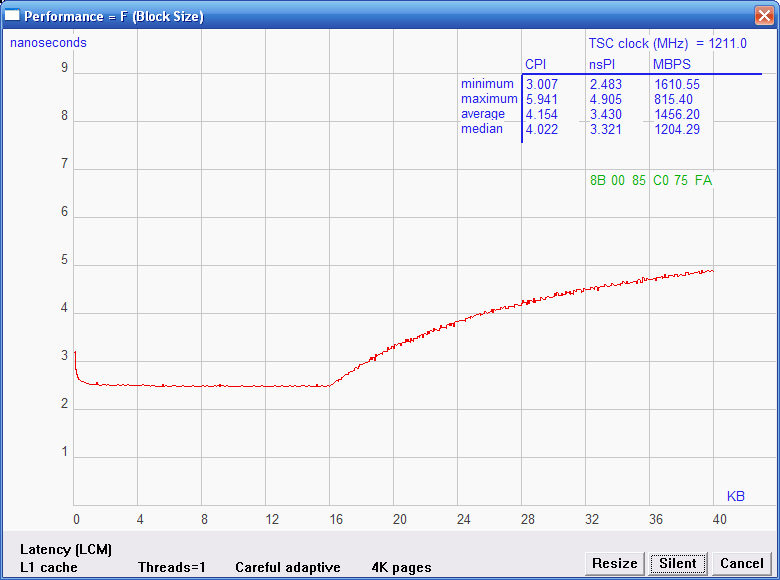 Performance = F (Block Size)
nanoseconds
TSC clock (MHz) = 1211.0
CPI nsPI MBPS
minimum 3.007 2.483 1610.55
maximum 5.941 4.905 815.40
average 4.154 3.430 1456.20
median 4.022 3.321 1204.29
8B 00 85 C0 75 FA
9
8
7
6
5
4
3
2
1
KB
0 4 8 12 16 20 24 28 32 36 40
Latency (LCM)
L1 cache Threads=1 Careful adaptive 4K pages
Resize Silent Cancel